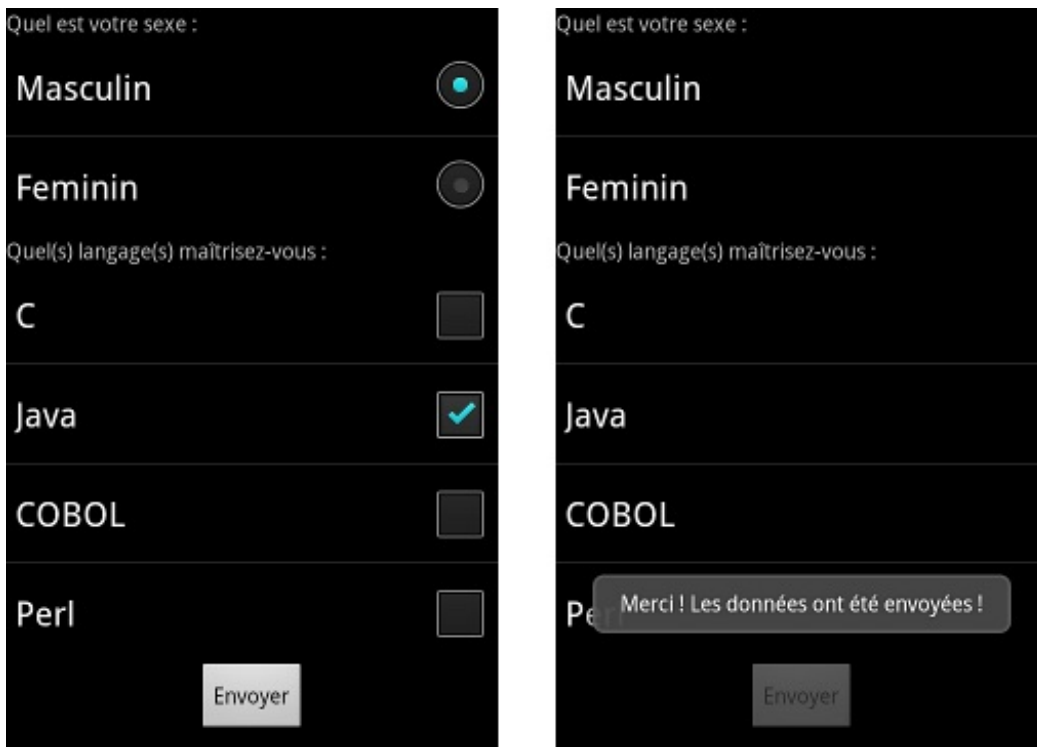 Quel est votre sexe :
Masculin
Feminin
Quel(s) langage(s) maîtrisez-vous :
C
Java
COBOL
Perl
Envoyer
Quel est votre sexe :
Masculin
Feminin
Quel(s) langage(s) maîtrisez-vous :
C
Java
COBOL
Perl
Merci ! Les données ont été envoyées !
Envoyer